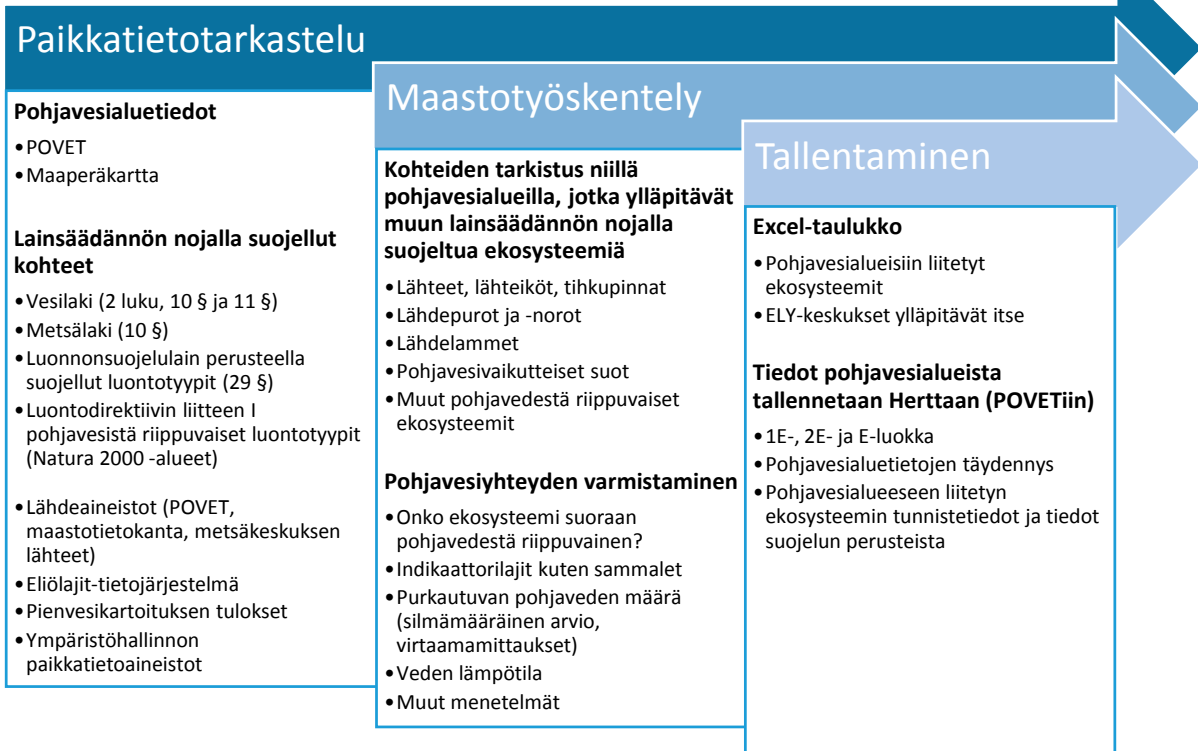 Paikkatietotarkastelu
Pohjavesialuetiedot
•POVET
•Maaperäkartta
Lainsäädännön nojalla suojellut
kohteet
•Vesilaki (2 luku, 10 § ja 11 §)
•Metsälaki (10 §)
•Luonnonsuojelulain perusteella
suojellut luontotyypit (29 §)
•Luontodirektiivin liitteen I
pohjavesistä riippuvaiset luontotyypit
(Natura 2000 -alueet)
•Lähdeaineistot (POVET,
maastotietokanta, metsäkeskuksen
lähteet)
•Eliölajit-tietojärjestelmä
•Pienvesikartoituksen tulokset
•Ympäristöhallinnon
paikkatietoaineistot
Maastotyöskentely
Kohteiden tarkistus niillä
pohjavesialueilla, jotka ylläpitävät
muun lainsäädännön nojalla
suojeltua ekosysteemiä
•Lähteet, lähteiköt, tihkupinnat
•Lähdepurot ja -norot
•Lähdelammet
•Pohjavesivaikutteiset suot
•Muut pohjavedestä riippuvaiset
ekosysteemit
Pohjavesiyhteyden varmistaminen
•Onko ekosysteemi suoraan
pohjavedestä riippuvainen?
•Indikaattorilajit kuten sammalet
•Purkautuvan pohjaveden määrä
(silmämääräinen arvio,
virtaamamittaukset)
•Veden lämpötila
•Muut menetelmät
Tallentaminen
Excel-taulukko
•Pohjavesialueisiin liitetyt
ekosysteemit
•ELY-keskukset ylläpitävät itse
Tiedot pohjavesialueista
tallennetaan Herttaan (POVETiin)
•1E-, 2E- ja E-luokka
•Pohjavesialuetietojen täydennys
•Pohjavesialueeseen liitetyn
ekosysteemin tunnistetiedot ja tiedot
suojelun perusteista